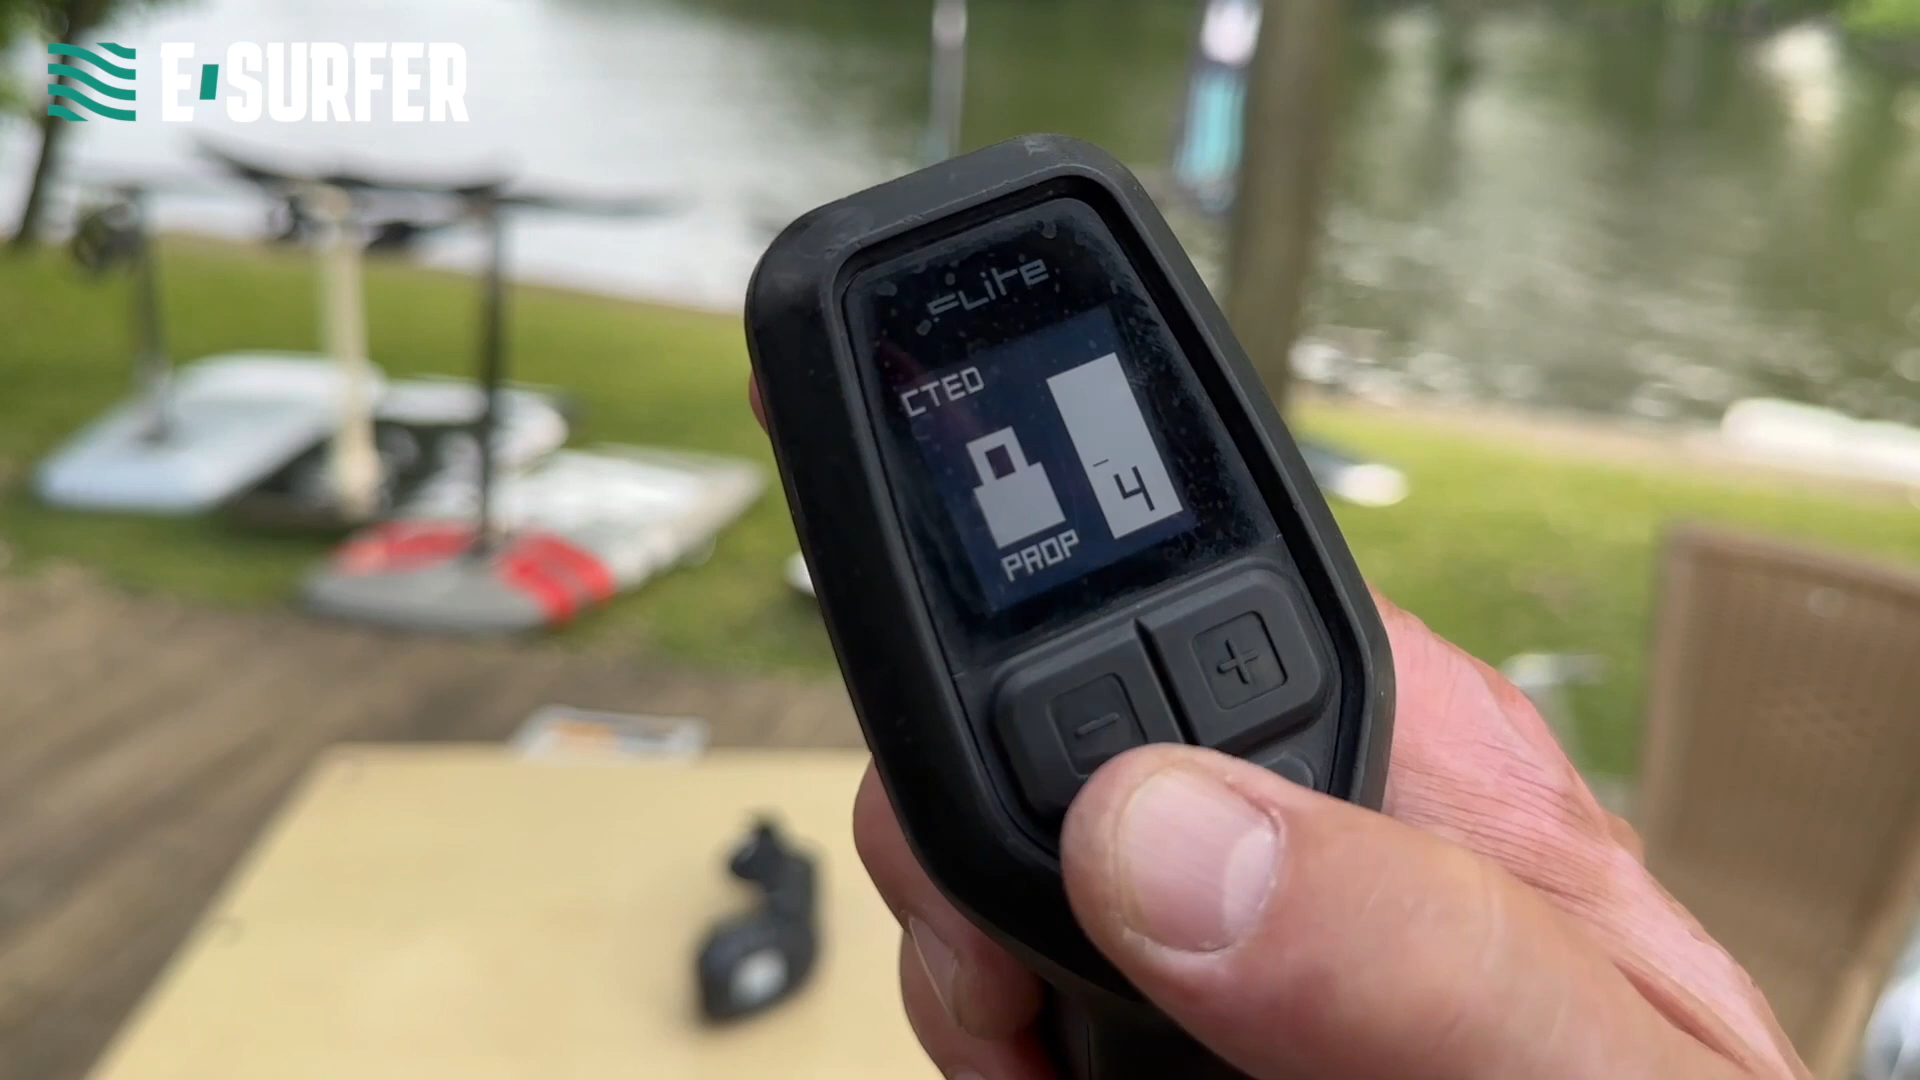 E-SURFER
FLITE
CTED
4
PROP
-
+